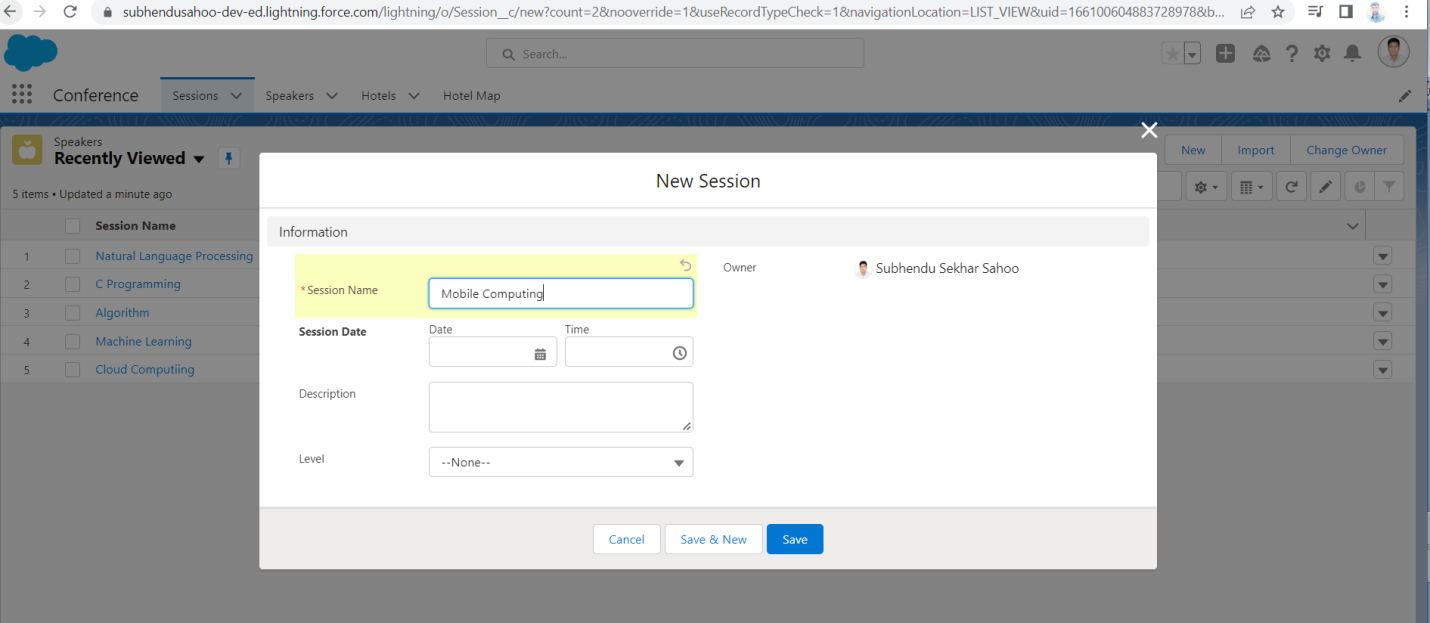 subhendusahoo-dev-ed.lightning.force.com/lightning/o/Session__c/new?count=2&nooverride=1&useRecordTypeCheck=1&navigationLocation=LIST_VIEW&uid=166100604883728978&b...
Search...
Conference
Sessions
Speakers
Hotels
Hotel Map
Speakers
Recently Viewed
New
Import
Change Owner
5 items • Updated a minute ago
Session Name
1
Natural Language Processing
2
C Programming
3
Algorithm
4
Machine Learning
5
Cloud Computiing
New Session
Information
*Session Name
Mobile Computing
Owner
Subhendu Sekhar Sahoo
Session Date
Date
Time
Description
Level
--None--
Cancel
Save & New
Save